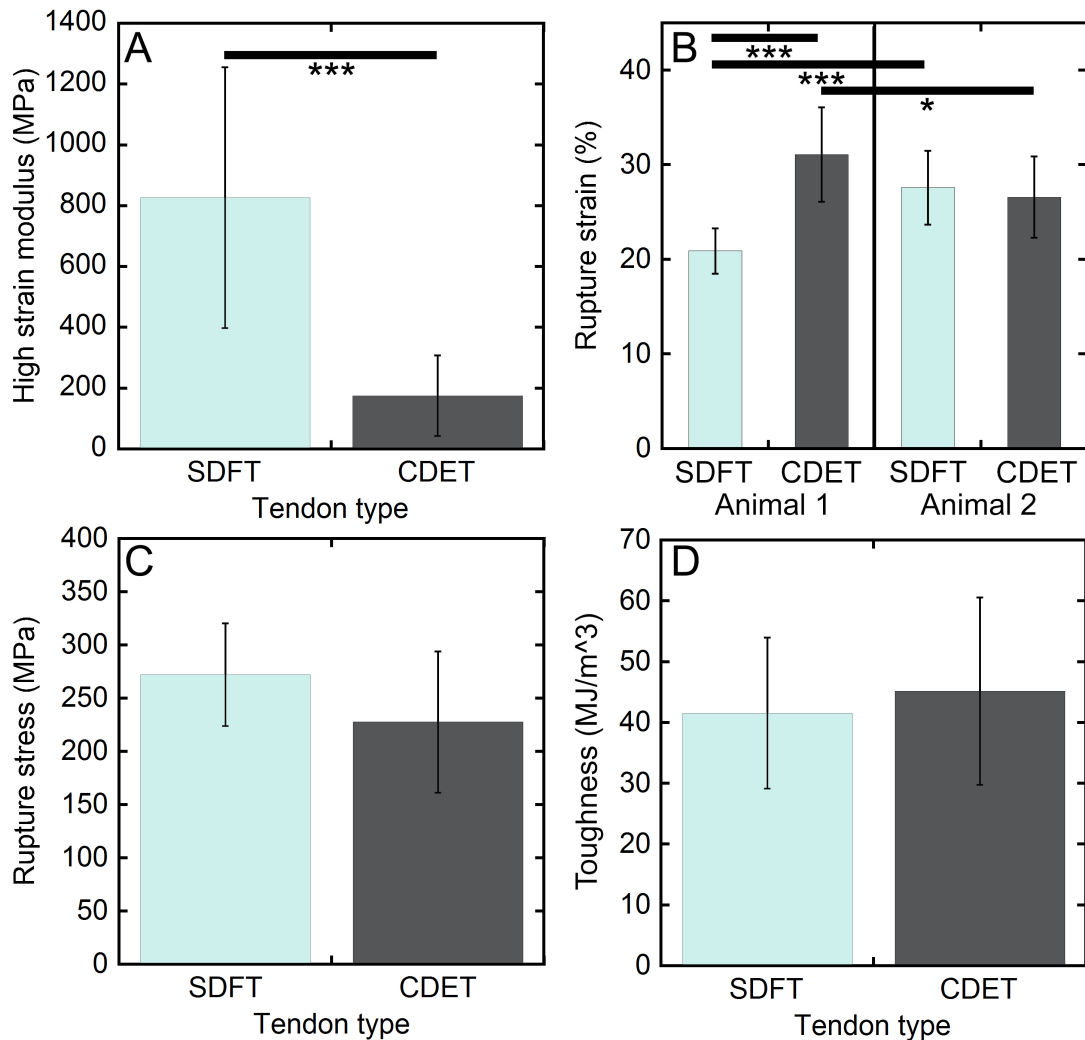 A
High strain modulus (MPa)
1400
1200
1000
800
600
400
200
0
***
SDFT CDET
Tendon type
B
Rupture strain (%)
40
30
20
10
0
***
***
*
SDFT CDET SDFT CDET
Animal 1 Animal 2
C
Rupture stress (MPa)
400
350
300
250
200
150
100
50
0
SDFT CDET
Tendon type
D
Toughness (MJ/m^3)
70
60
50
40
30
20
10
0
SDFT CDET
Tendon type